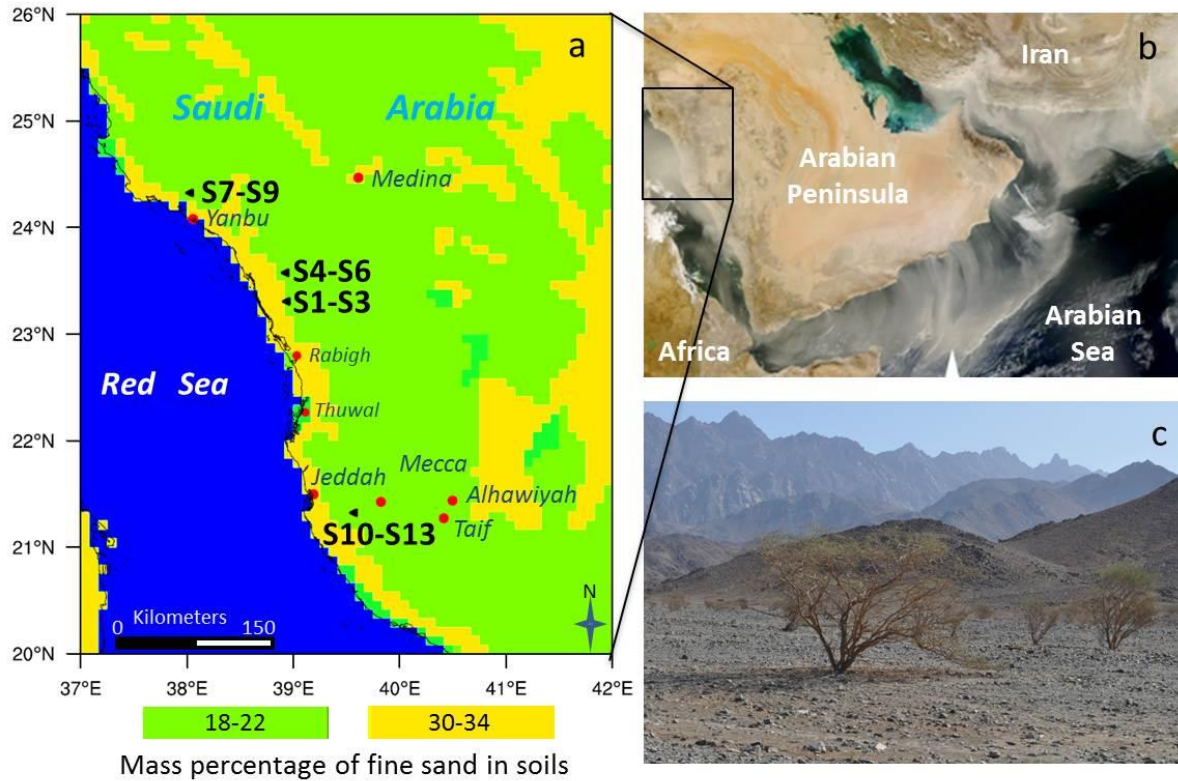 a
Saudi Arabia
26°N
25°N
24°N
23°N
22°N
21°N
20°N
Medina
S7-S9
Yanbu
S4-S6
S1-S3
Rabigh
Red Sea
Thuwal
Jeddah
Mecca
Alhawiyah
S10-S13
Taif
N
Kilometers
0 150
37°E 38°E 39°E 40°E 41°E 42°E
18-22 30-34
Mass percentage of fine sand in soils
b
Iran
Arabian
Peninsula
Africa
Arabian
Sea
c